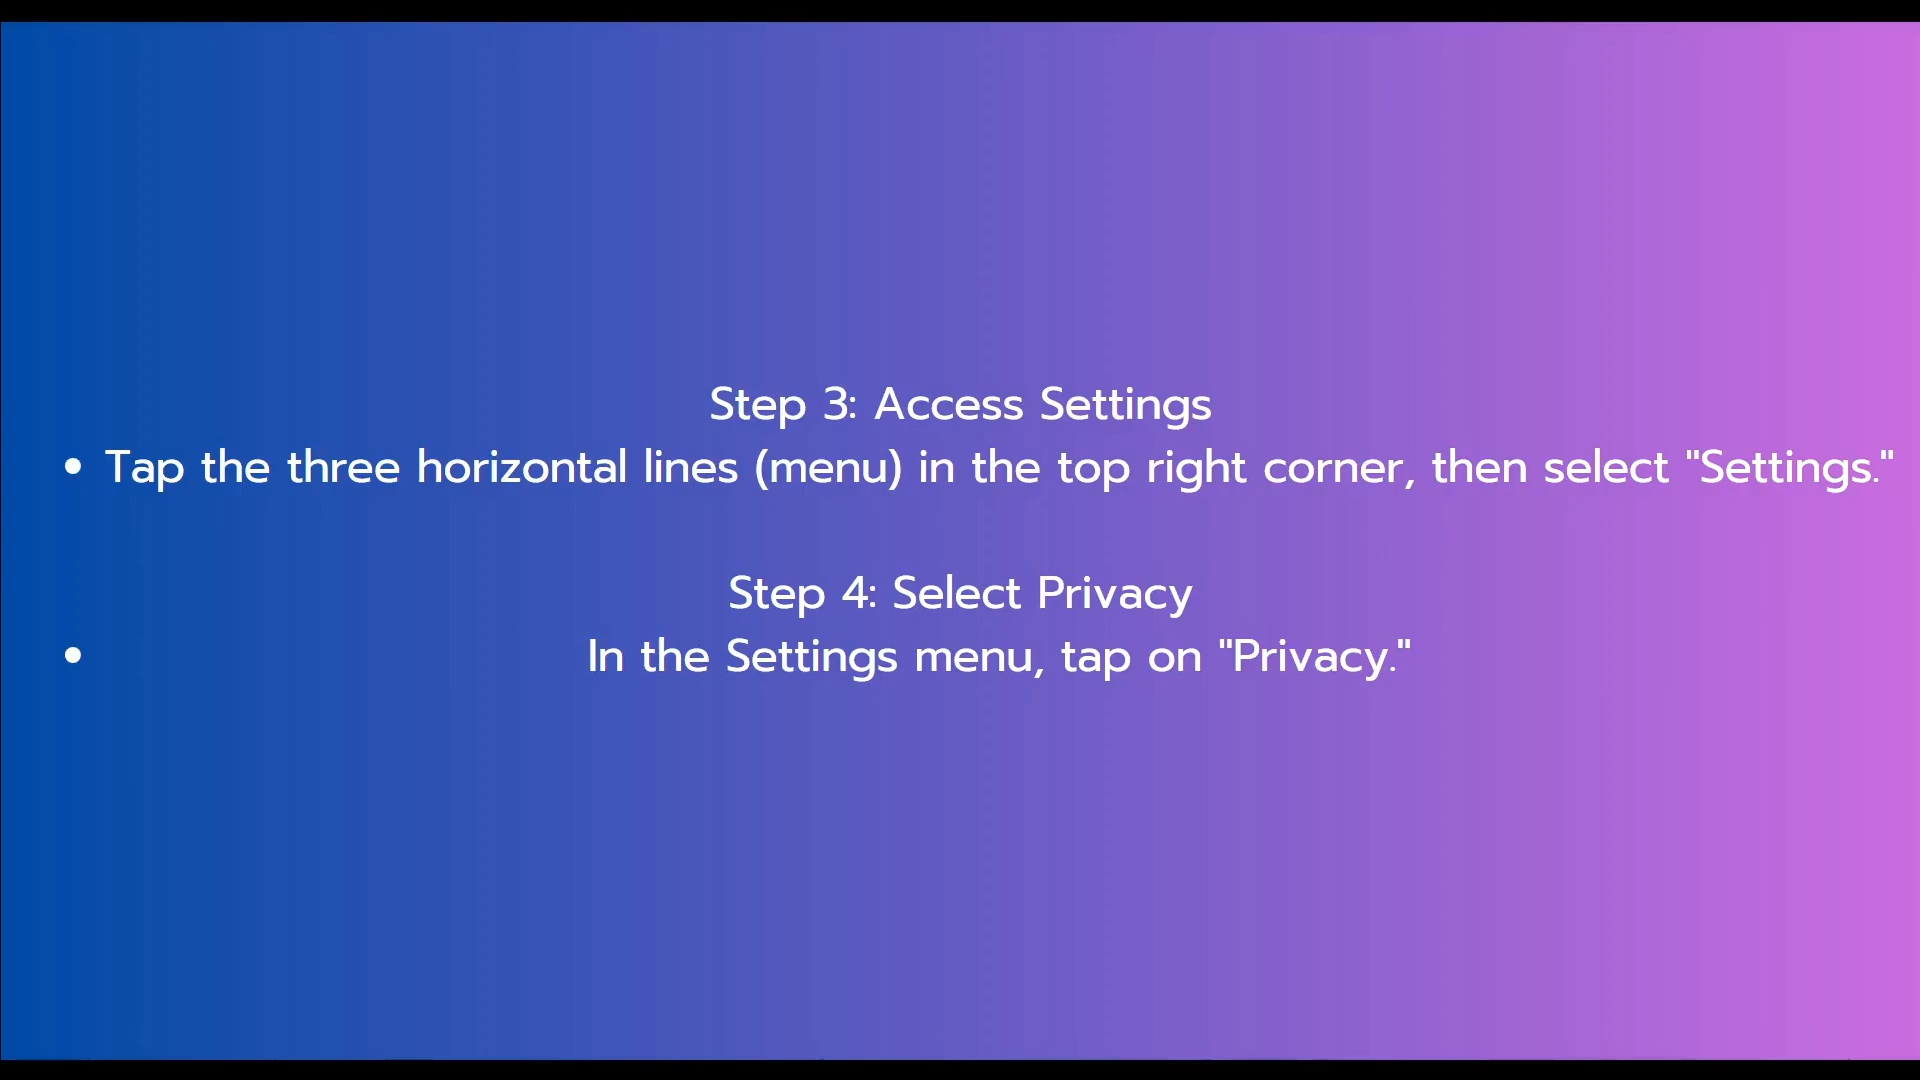 Step 3: Access Settings
• Tap the three horizontal lines (menu) in the top right corner, then select "Settings."
Step 4: Select Privacy
• In the Settings menu, tap on "Privacy."